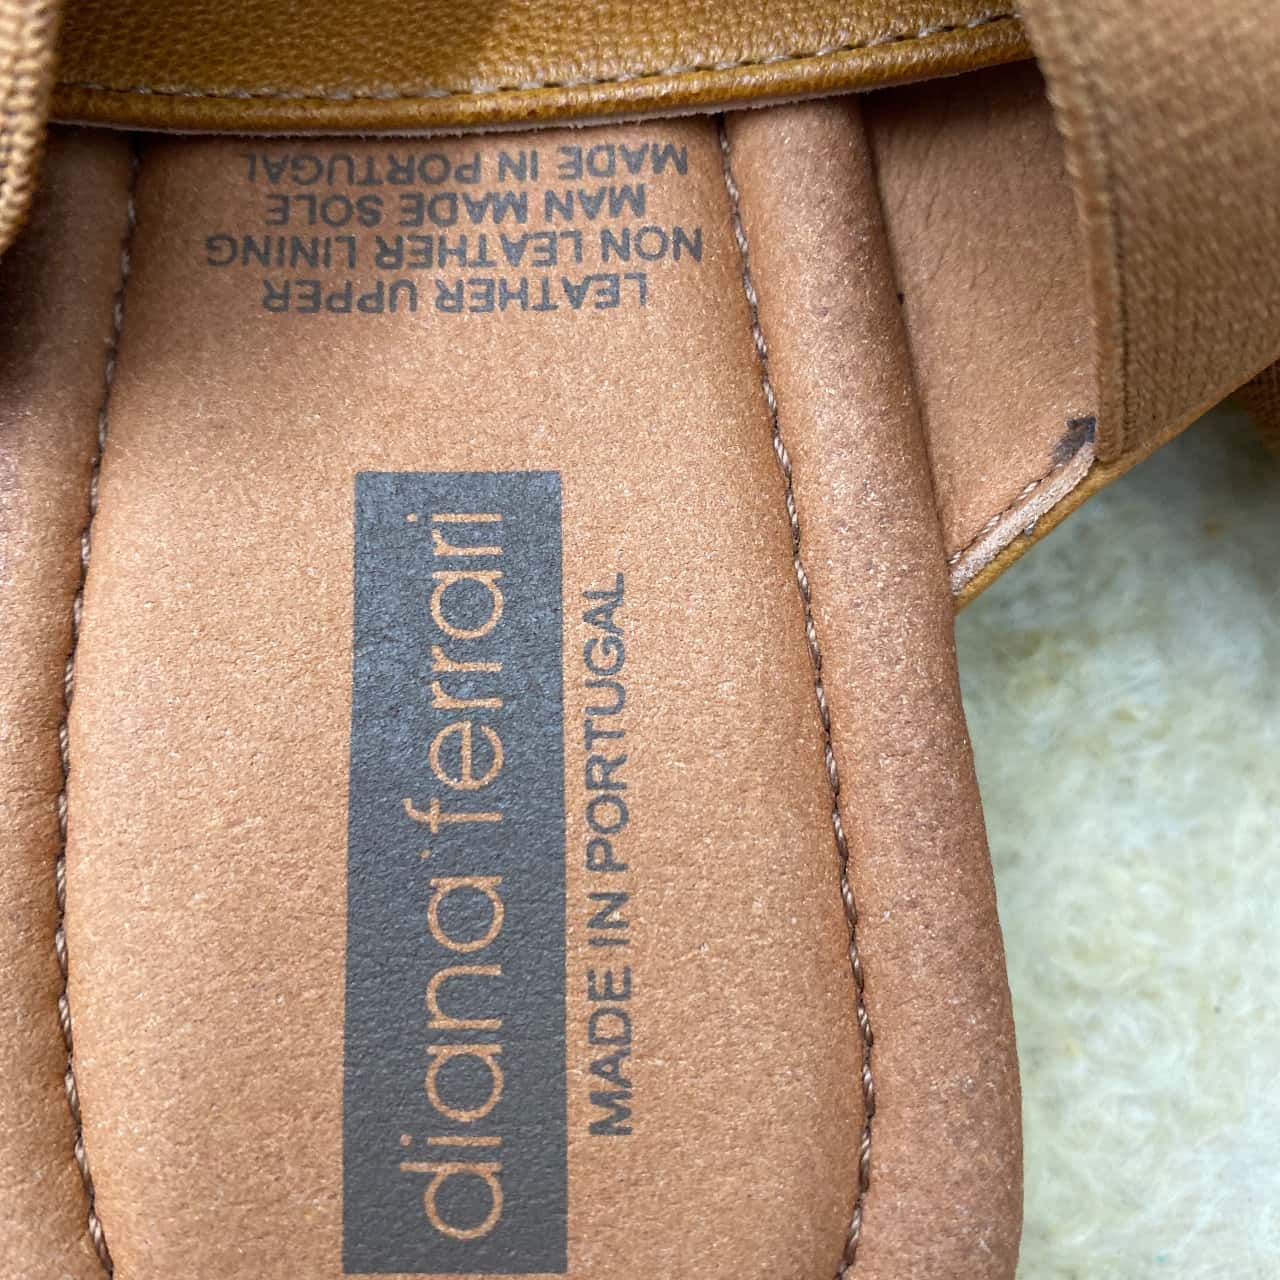 LEATHER UPPER
NON LEATHER LINING
MAN MADE SOLE
MADE IN PORTUGAL
diana ferrari
MADE IN PORTUGAL